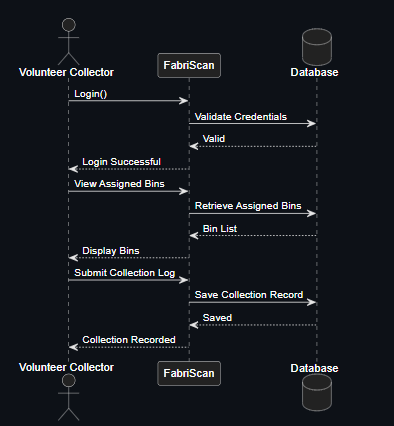 Volunteer Collector
FabriScan
Database
Login()
Validate Credentials
Valid
Login Successful
View Assigned Bins
Retrieve Assigned Bins
Bin List
Display Bins
Submit Collection Log
Save Collection Record
Saved
Collection Recorded
Volunteer Collector
FabriScan
Database